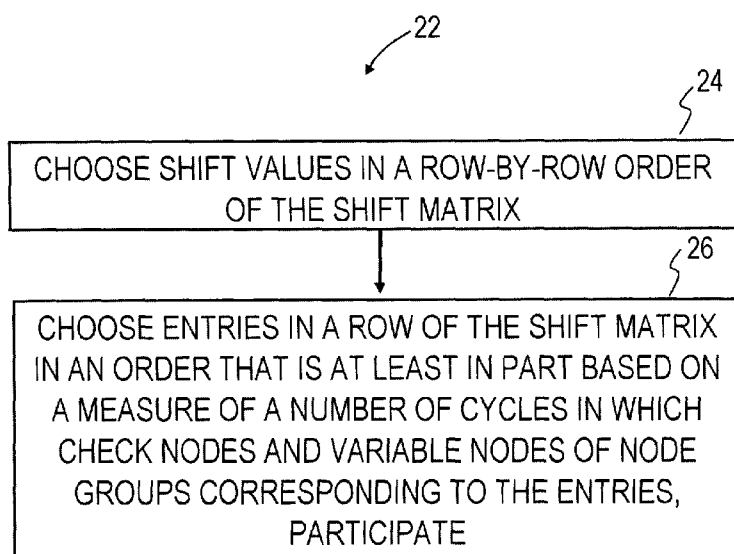 22
24
CHOOSE SHIFT VALUES IN A ROW-BY-ROW ORDER
OF THE SHIFT MATRIX
26
CHOOSE ENTRIES IN A ROW OF THE SHIFT MATRIX
IN AN ORDER THAT IS AT LEAST IN PART BASED ON
A MEASURE OF A NUMBER OF CYCLES IN WHICH
CHECK NODES AND VARIABLE NODES OF NODE
GROUPS CORRESPONDING TO THE ENTRIES,
PARTICIPATE